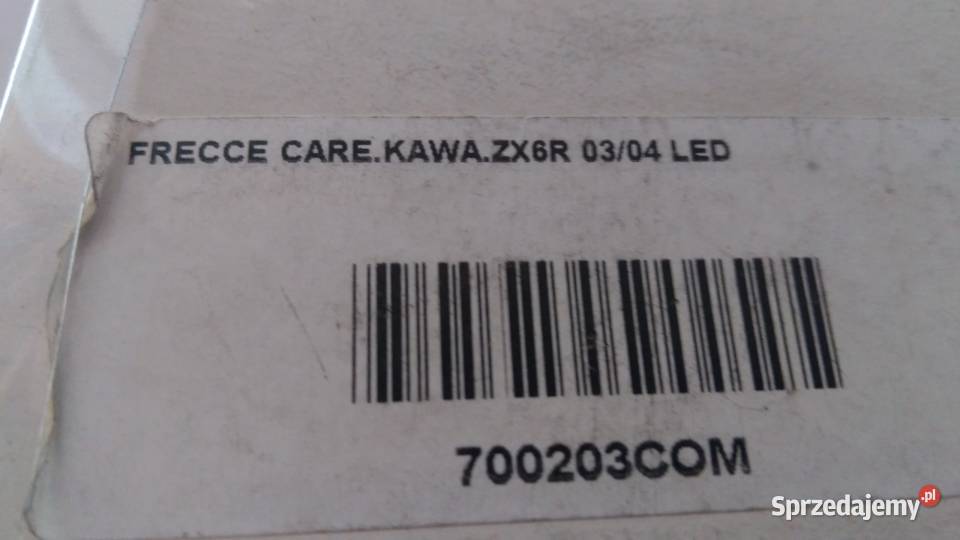 FRECCE CARE.KAWA.ZX6R 03/04 LED
700203COM
Sprzedajemy.pl